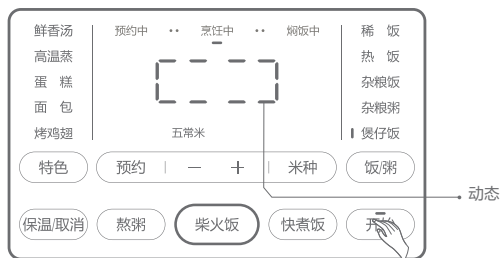 鲜香汤
高温蒸
蛋 糕
面 包
烤鸡翅
预约中 ·· 烹饪中 ·· 焖饭中
五常米
稀 饭
热 饭
杂粮饭
杂粮粥
煲仔饭
动态
特色
预约 | — + | 米种
饭/粥
保温/取消
熬粥
柴火饭
快煮饭